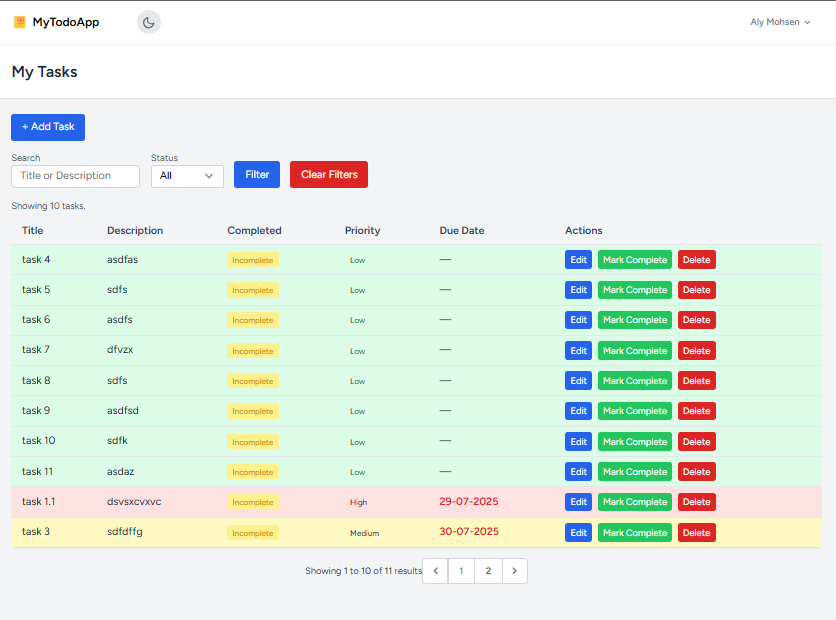 MyTodoApp Aly Mohsen
My Tasks
+ Add Task
Search Status
Title or Description All Filter Clear Filters
Showing 10 tasks.
Title Description Completed Priority Due Date Actions
task 4 asdfas Incomplete Low — Edit Mark Complete Delete
task 5 sdfs Incomplete Low — Edit Mark Complete Delete
task 6 asdfs Incomplete Low — Edit Mark Complete Delete
task 7 dfvzx Incomplete Low — Edit Mark Complete Delete
task 8 sdfs Incomplete Low — Edit Mark Complete Delete
task 9 asdfsd Incomplete Low — Edit Mark Complete Delete
task 10 sdfk Incomplete Low — Edit Mark Complete Delete
task 11 asdaz Incomplete Low — Edit Mark Complete Delete
task 1.1 dsvsxcvxvc Incomplete High 29-07-2025 Edit Mark Complete Delete
task 3 sdfdffg Incomplete Medium 30-07-2025 Edit Mark Complete Delete
Showing 1 to 10 of 11 results 1 2